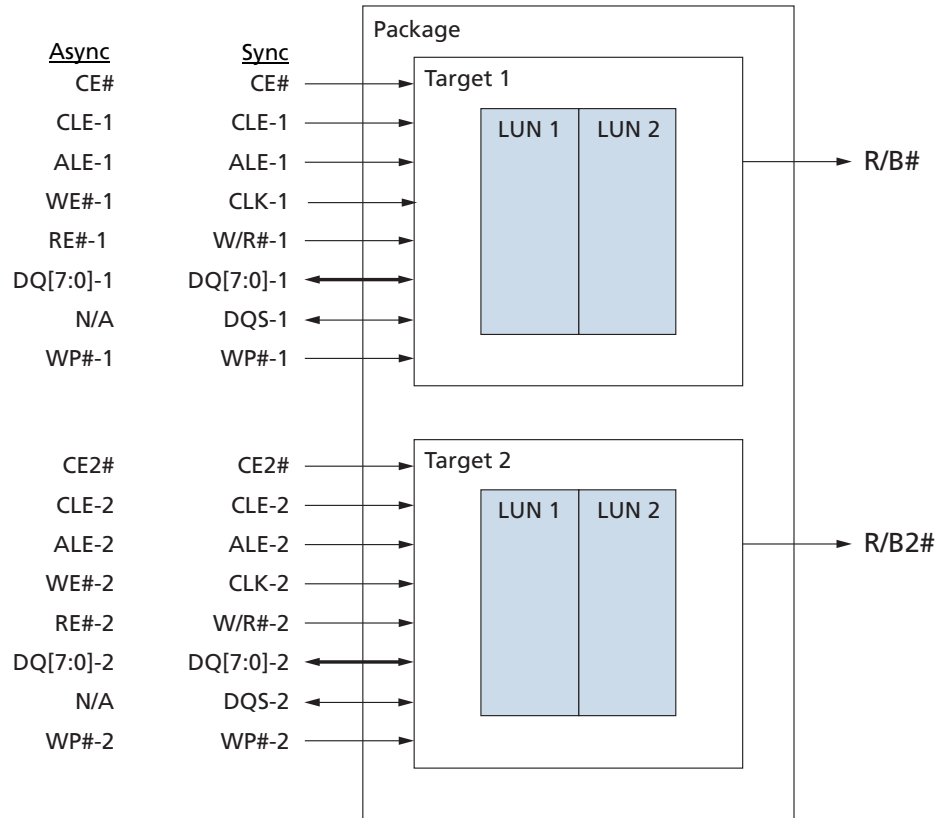 Package
Async Sync
CE# CE# Target 1
CLE-1 CLE-1 LUN 1 LUN 2
ALE-1 ALE-1 R/B#
WE#-1 CLK-1
RE#-1 W/R#-1
DQ[7:0]-1 DQ[7:0]-1
N/A DQS-1
WP#-1 WP#-1
CE2# CE2# Target 2
CLE-2 CLE-2 LUN 1 LUN 2
ALE-2 ALE-2 R/B2#
WE#-2 CLK-2
RE#-2 W/R#-2
DQ[7:0]-2 DQ[7:0]-2
N/A DQS-2
WP#-2 WP#-2